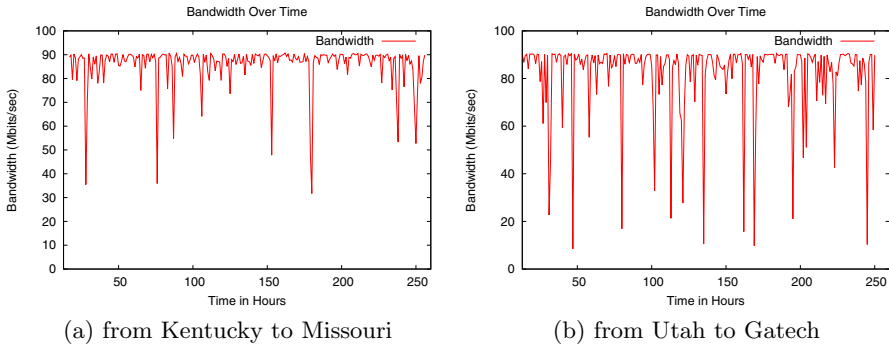 Bandwidth Over Time
100
90
80
70
60
50
40
30
20
10
0
Bandwidth (Mbits/sec)
Bandwidth
50
100
150
200
250
Time in Hours
(a) from Kentucky to Missouri
Bandwidth Over Time
100
80
60
40
20
0
Bandwidth (Mbits/sec)
Bandwidth
50
100
150
200
250
Time in Hours
(b) from Utah to Gatech